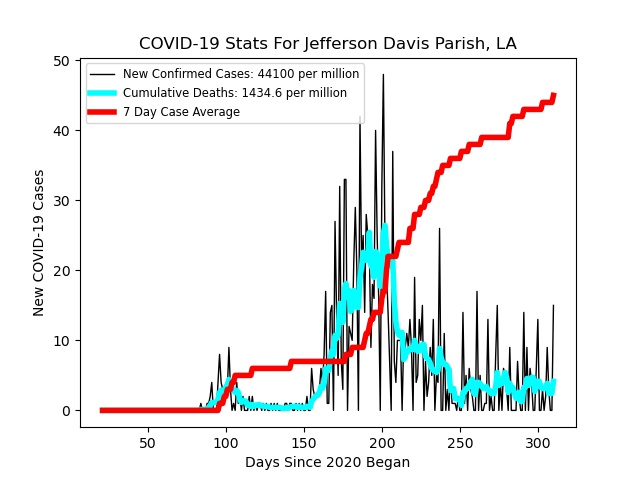 COVID-19 Stats For Jefferson Davis Parish, LA
New Confirmed Cases: 44100 per million
Cumulative Deaths: 1434.6 per million
7 Day Case Average
50
40
30
20
10
0
New COVID-19 Cases
50
100
150
200
250
300
Days Since 2020 Began